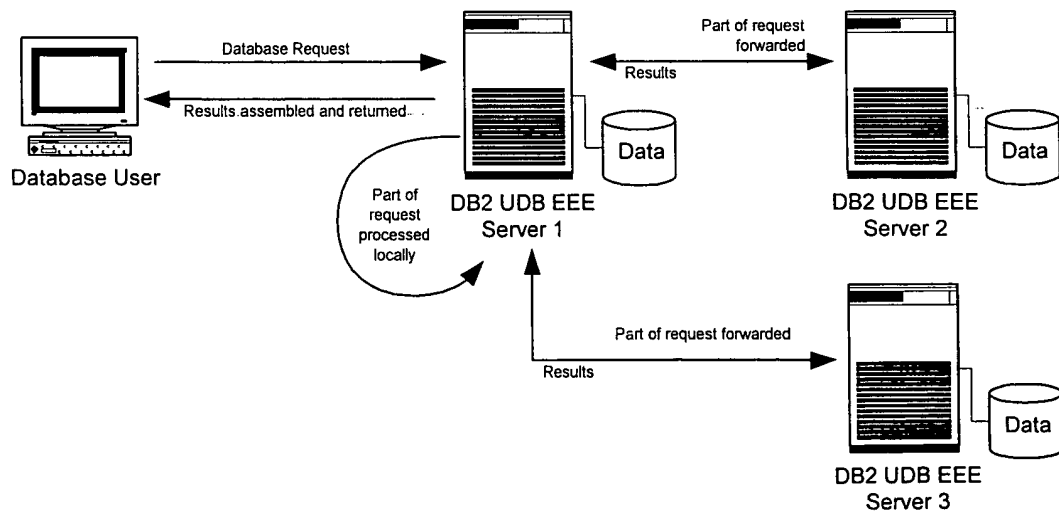 Database Request
Results assembled and returned
Database User
Part of
request
processed
locally
Data
DB2 UDB EEE
Server 1
Part of request
forwarded
Results
Data
DB2 UDB EEE
Server 2
Part of request forwarded
Results
Data
DB2 UDB EEE
Server 3